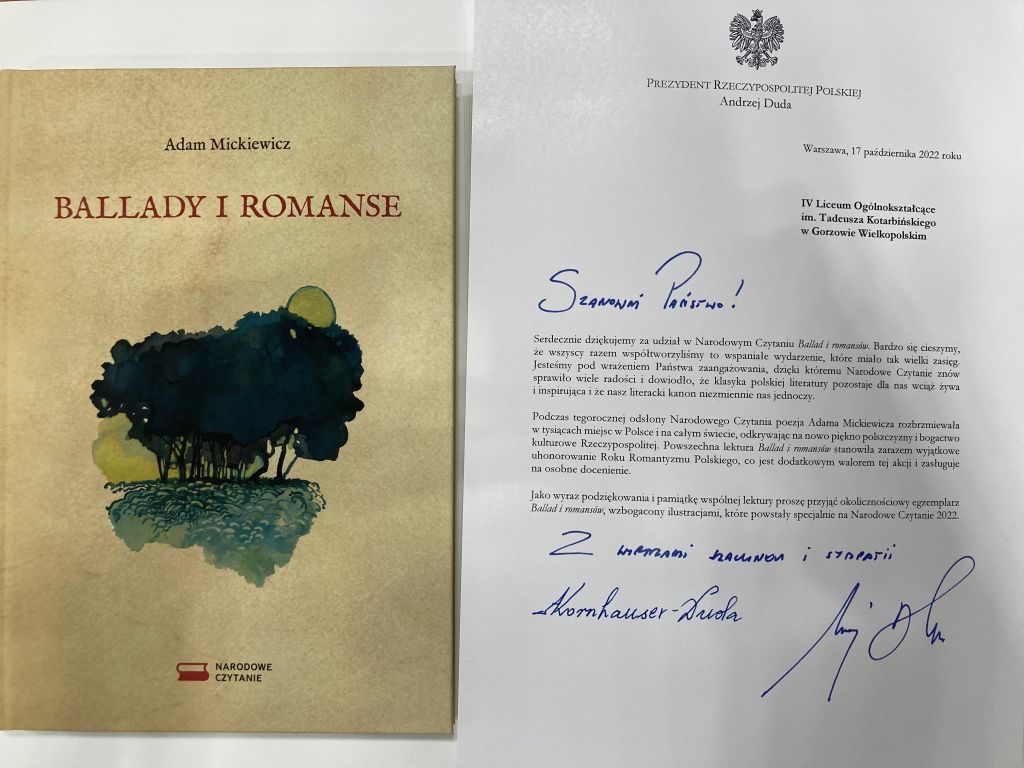 Adam Mickiewicz
BALLADY I ROMANSE
NARODOWE
CZYTANIE
PREZYDENT RZECZYPOSPOLITEJ POLSKIEJ
Andrzej Duda
Warszawa, 17 października 2022 roku
IV Liceum Ogólnokształcące
im. Tadeusza Kotarbińskiego
w Gorzowie Wielkopolskim
Szanowni Państwo!
Serdecznie dziękujemy za udział w Narodowym Czytaniu Ballad i romansów. Bardzo się cieszymy,
że wszyscy razem współtworzyliśmy to wspaniałe wydarzenie, które miało tak wielki zasięg.
Jesteśmy pod wrażeniem Państwa zaangażowania, dzięki któremu Narodowe Czytanie znów
sprawiło wiele radości i dowiodło, że klasyka polskiej literatury pozostaje dla nas wciąż żywa
i inspirująca i że nasz literacki kanon niezmiennie nas jednoczy.
Podczas tegorocznej odsłony Narodowego Czytania poezja Adama Mickiewicza rozbrzmiewała
w tysiącach miejsc w Polsce i na całym świecie, odkrywając na nowo piękno polszczyzny i bogactwo
kulturowe Rzeczypospolitej. Powszechna lektura Ballad i romansów stanowiła zarazem wyjątkowe
uhonorowanie Roku Romantyzmu Polskiego, co jest dodatkowym walorem tej akcji i zasługuje
na osobne docenienie.
Jako wyraz podziękowania i pamiątkę wspólnej lektury proszę przyjąć okolicznościowy egzemplarz
Ballad i romansów, wzbogacony ilustracjami, które powstały specjalnie na Narodowe Czytanie 2022.
Z wyrazami szacunku i sympatii
Kornhauser-Duda